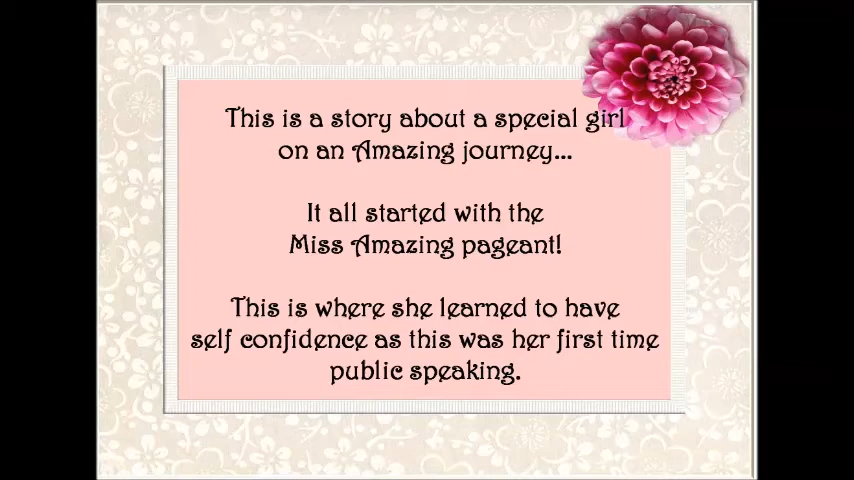 This is a story about a special girl
on an Amazing journey...
It all started with the
Miss Amazing pageant!
This is where she learned to have
self confidence as this was her first time
public speaking.